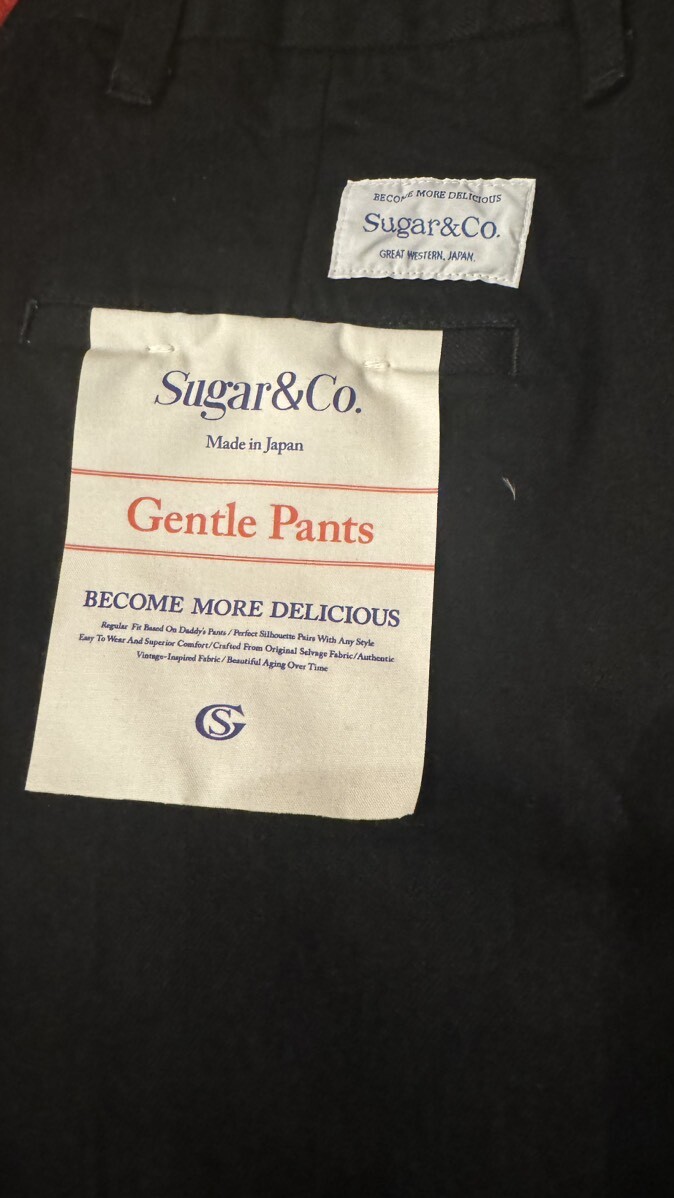 BECOME MORE DELICIOUS
Sugar&Co.
GREAT WESTERN. JAPAN.
Sugar&Co.
Made in Japan
Gentle Pants
BECOME MORE DELICIOUS
Regular Fit Based On Daddy's Pants / Perfect Silhouette Pairs With Any Style
Easy To Wear And Superior Comfort/Crafted From Original Selvage Fabric/Authentic
Vintage-Inspired Fabric / Beautiful Aging Over Time
GS